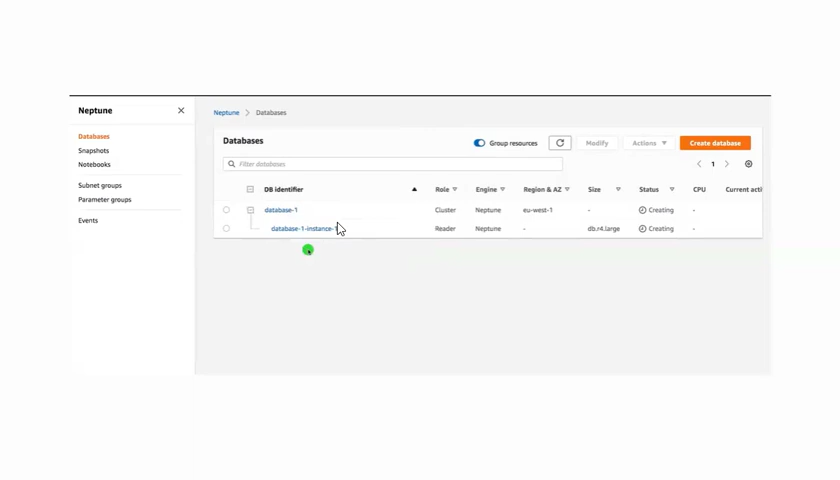 Neptune
Neptune Databases
Databases
Snapshots
Notebooks
Subnet groups
Parameter groups
Events
Databases Group resources Modify Actions Create database
Filter databases 1
DB identifier Role Engine Region & AZ Size Status CPU Current acti
database-1 Cluster Neptune eu-west-1 - Creating -
database-1-instance-1 Reader Neptune - db.r4.large Creating -